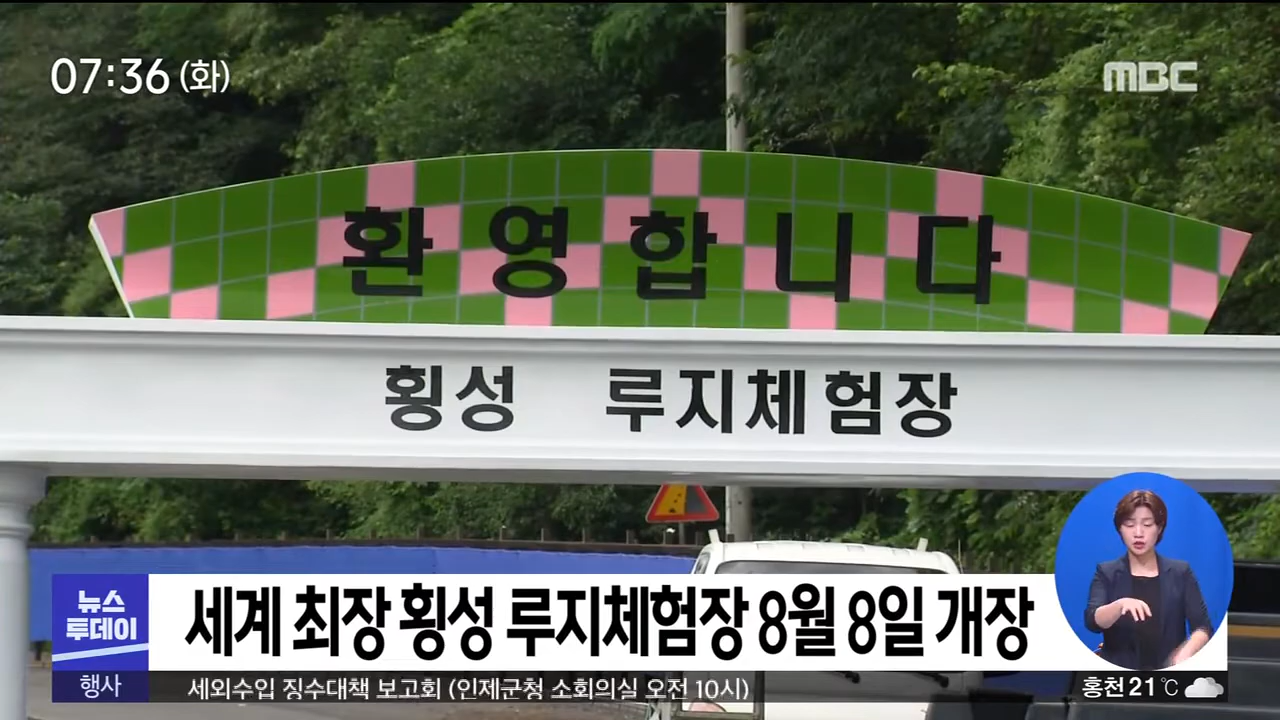 07:36 (화)
MBC
환영합니다
횡성 루지체험장
뉴스
투데이
세계 최장 횡성 루지체험장 8월 8일 개장
행사
세외수입 징수대책 보고회 (인제군청 소회의실 오전 10시)
홍천 21℃